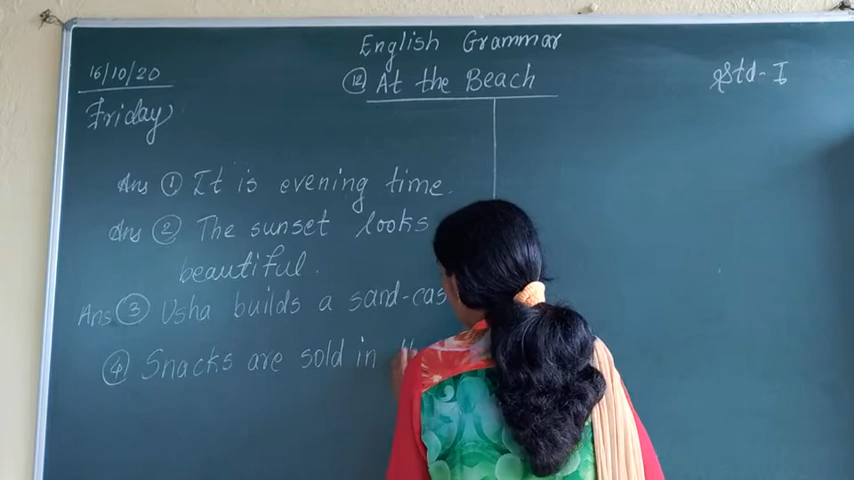 English Grammar
16/10/20
12 At the Beach
Std - I
Friday
Ans 1 It is evening time.
Ans 2 The sunset looks
beautiful.
Ans 3 Usha builds a sand-cas
4 Snacks are sold in